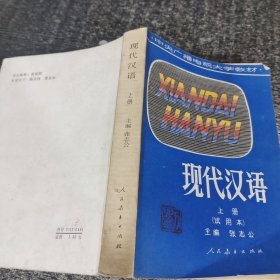 中央广播电视大学教材
XIANDAI
HANYU
现代汉语
上册
(试用本)
主编 张志公
人民教育出版社
现代汉语
上册
主编 张志公
人民教育出版社